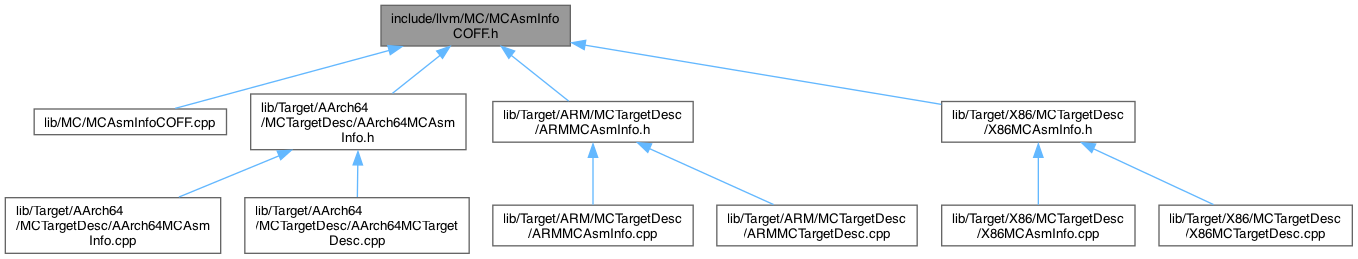 include/llvm/MC/MCAsmInfo
COFF.h
lib/MC/MCAsmInfoCOFF.cpp
lib/Target/AArch64
/MCTargetDesc/AArch64MCAsm
Info.h
lib/Target/ARM/MCTargetDesc
/ARMMCAsmInfo.h
lib/Target/X86/MCTargetDesc
/X86MCAsmInfo.h
lib/Target/AArch64
/MCTargetDesc/AArch64MCAsm
Info.cpp
lib/Target/AArch64
/MCTargetDesc/AArch64MCTarget
Desc.cpp
lib/Target/ARM/MCTargetDesc
/ARMMCAsmInfo.cpp
lib/Target/ARM/MCTargetDesc
/ARMMCTargetDesc.cpp
lib/Target/X86/MCTargetDesc
/X86MCAsmInfo.cpp
lib/Target/X86/MCTargetDesc
/X86MCTargetDesc.cpp